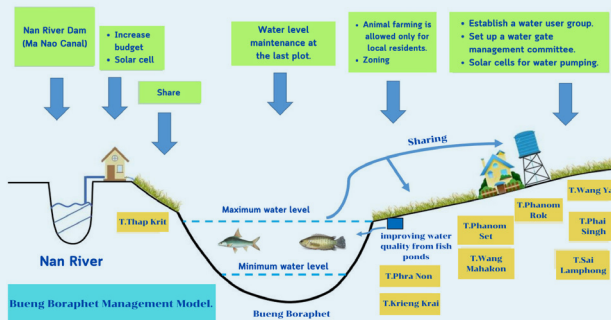 Nan River Dam
(Ma Nao Canal)
• Increase
budget
• Solar cell
Share
Water level
maintenance at
the last plot.
• Animal farming is
allowed only for
local residents.
• Zoning
• Establish a water user group.
• Set up a water gate
management committee.
• Solar cells for water pumping.
Sharing
T.Thap Krit
Maximum water level
Minimum water level
Nan River
Bueng Boraphet Management Model.
Bueng Boraphet
improving water
quality from fish
ponds
T.Phra Non
T.Krieng Krai
T.Phanom
Set
T.Wang
Mahakon
T.Phanom
Rok
T.Wang Ya
T.Phai
Singh
T.Sai
Lamphong